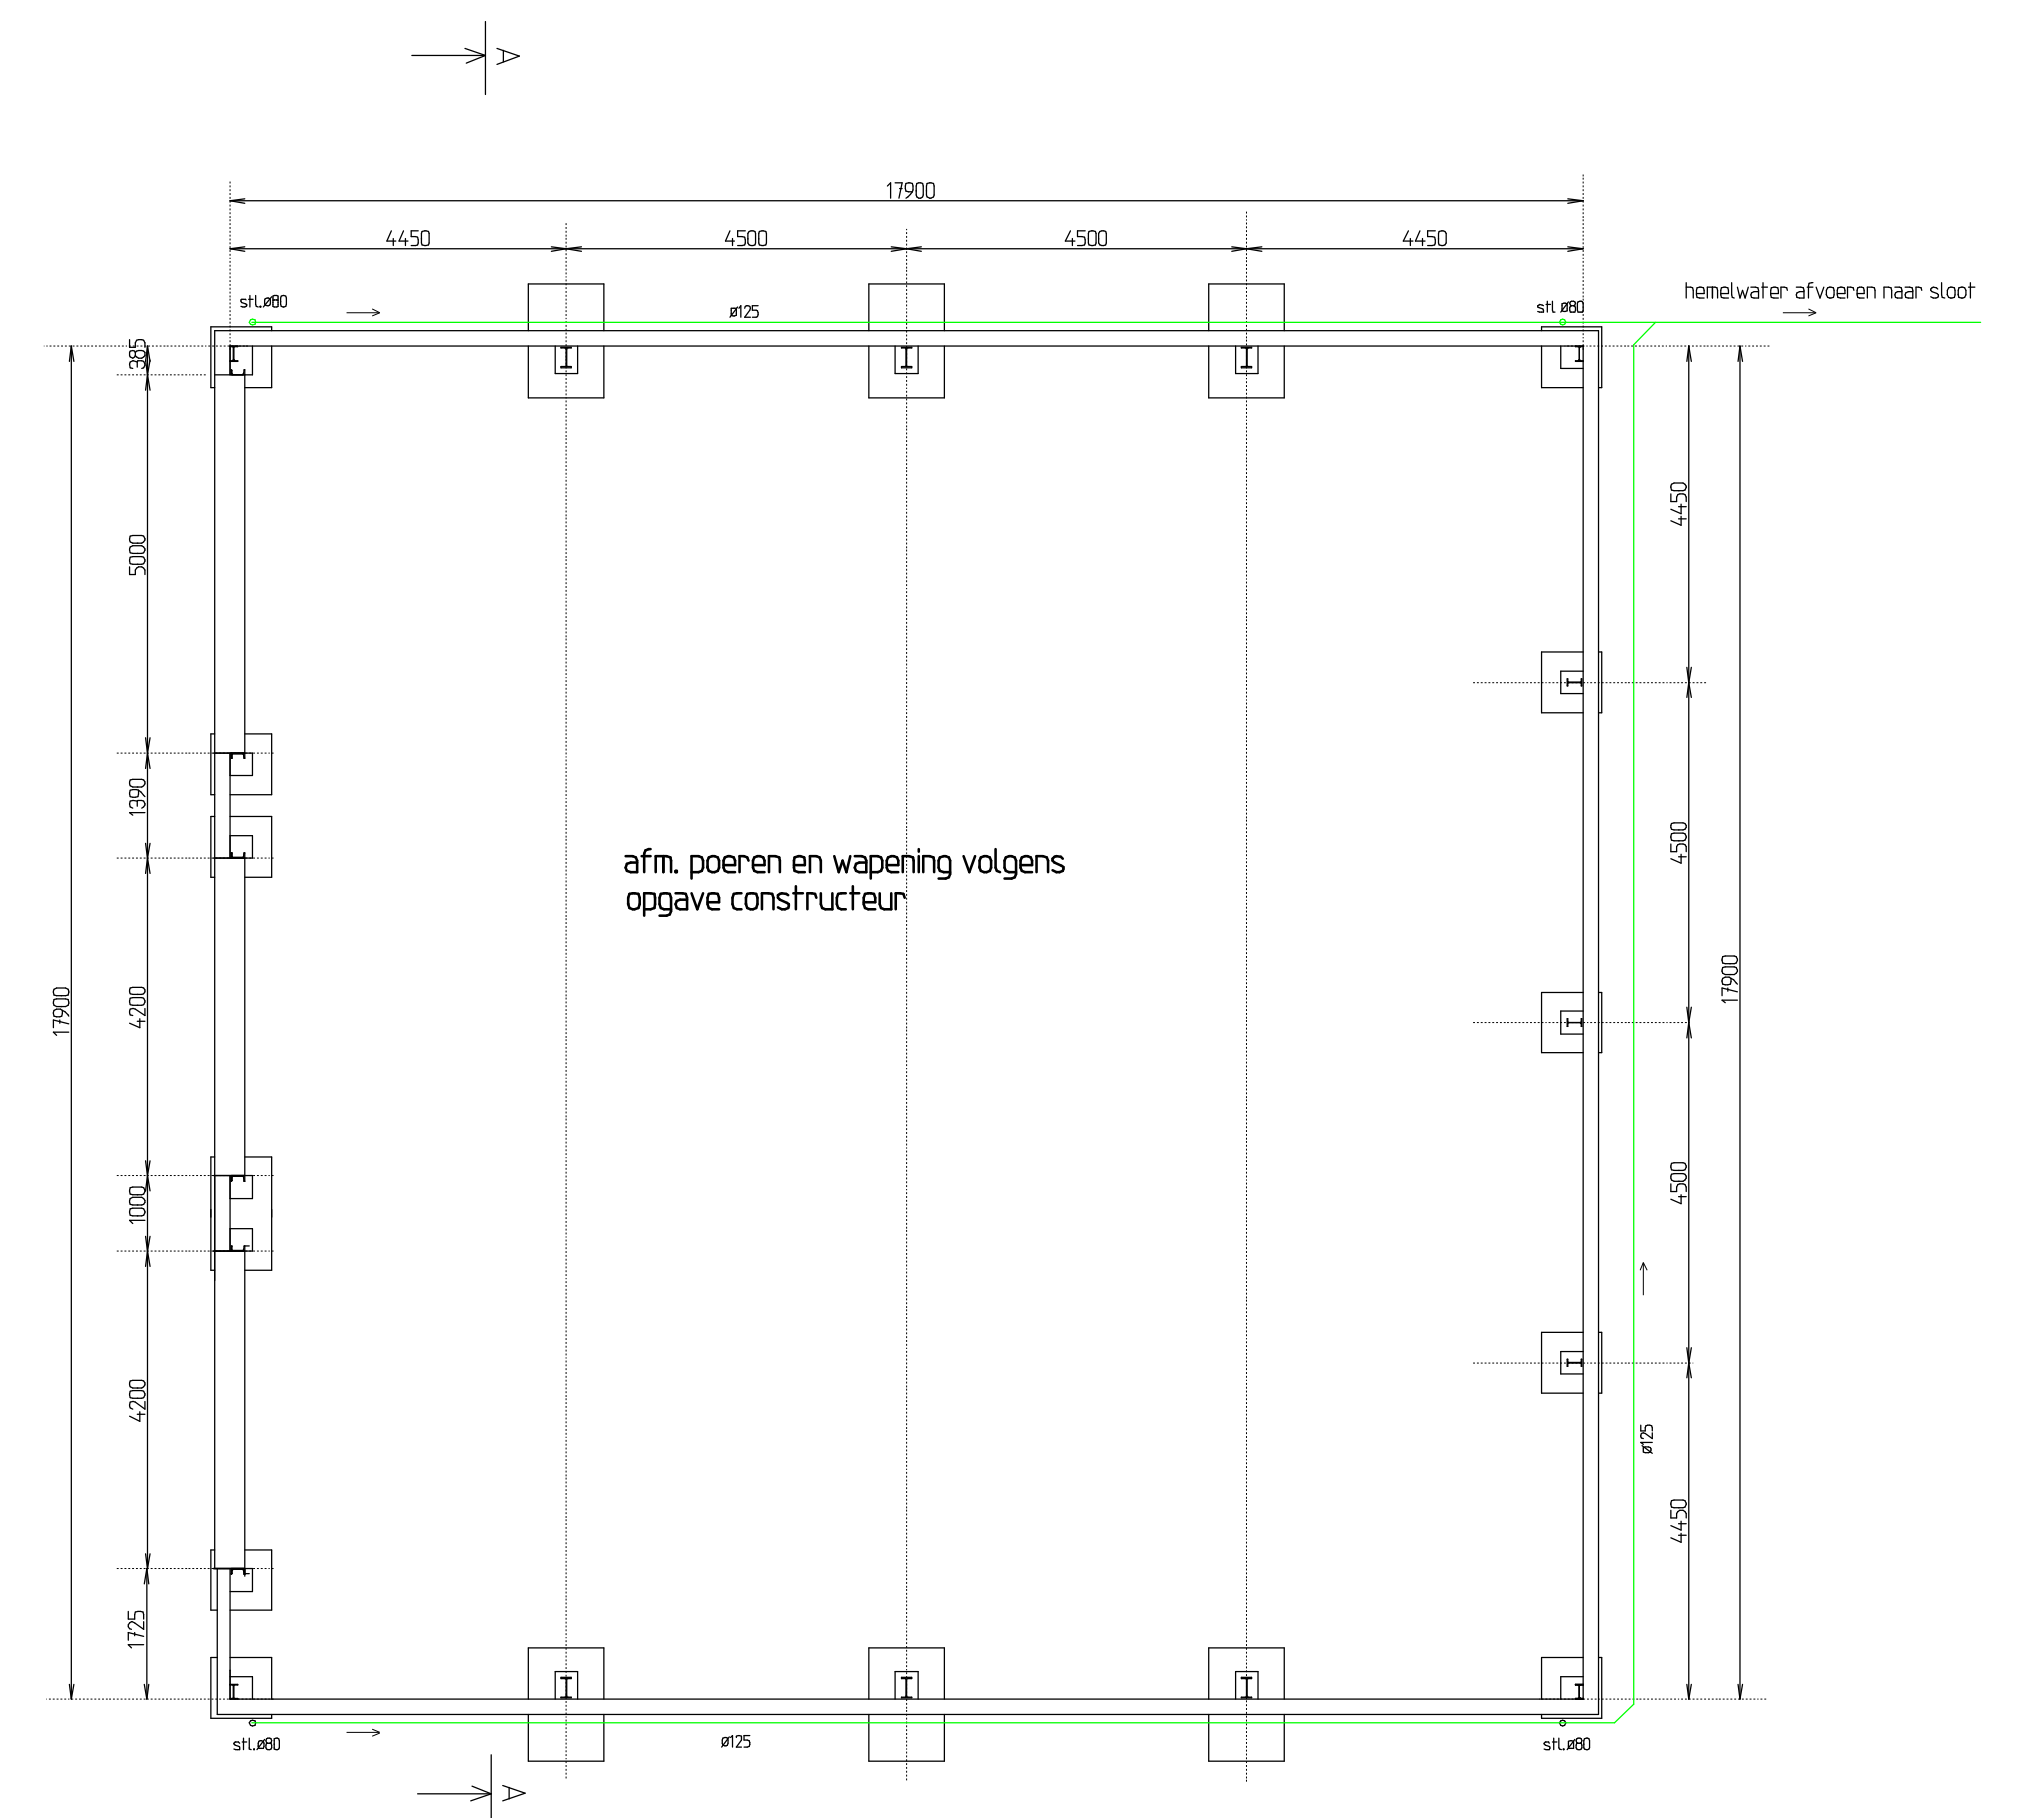 A
17900
4450 4500 4500 4450
stl.ø80 ø125 stl ø80 hemelwater afvoeren naar sloot
385
4450
5000
1390
4500
afm. poeren en wapening volgens
opgave constructeur
17900 4200 17900
1000 4500
4200
ø125
4450
1725
stl.ø80 ø125 stl.ø80
A